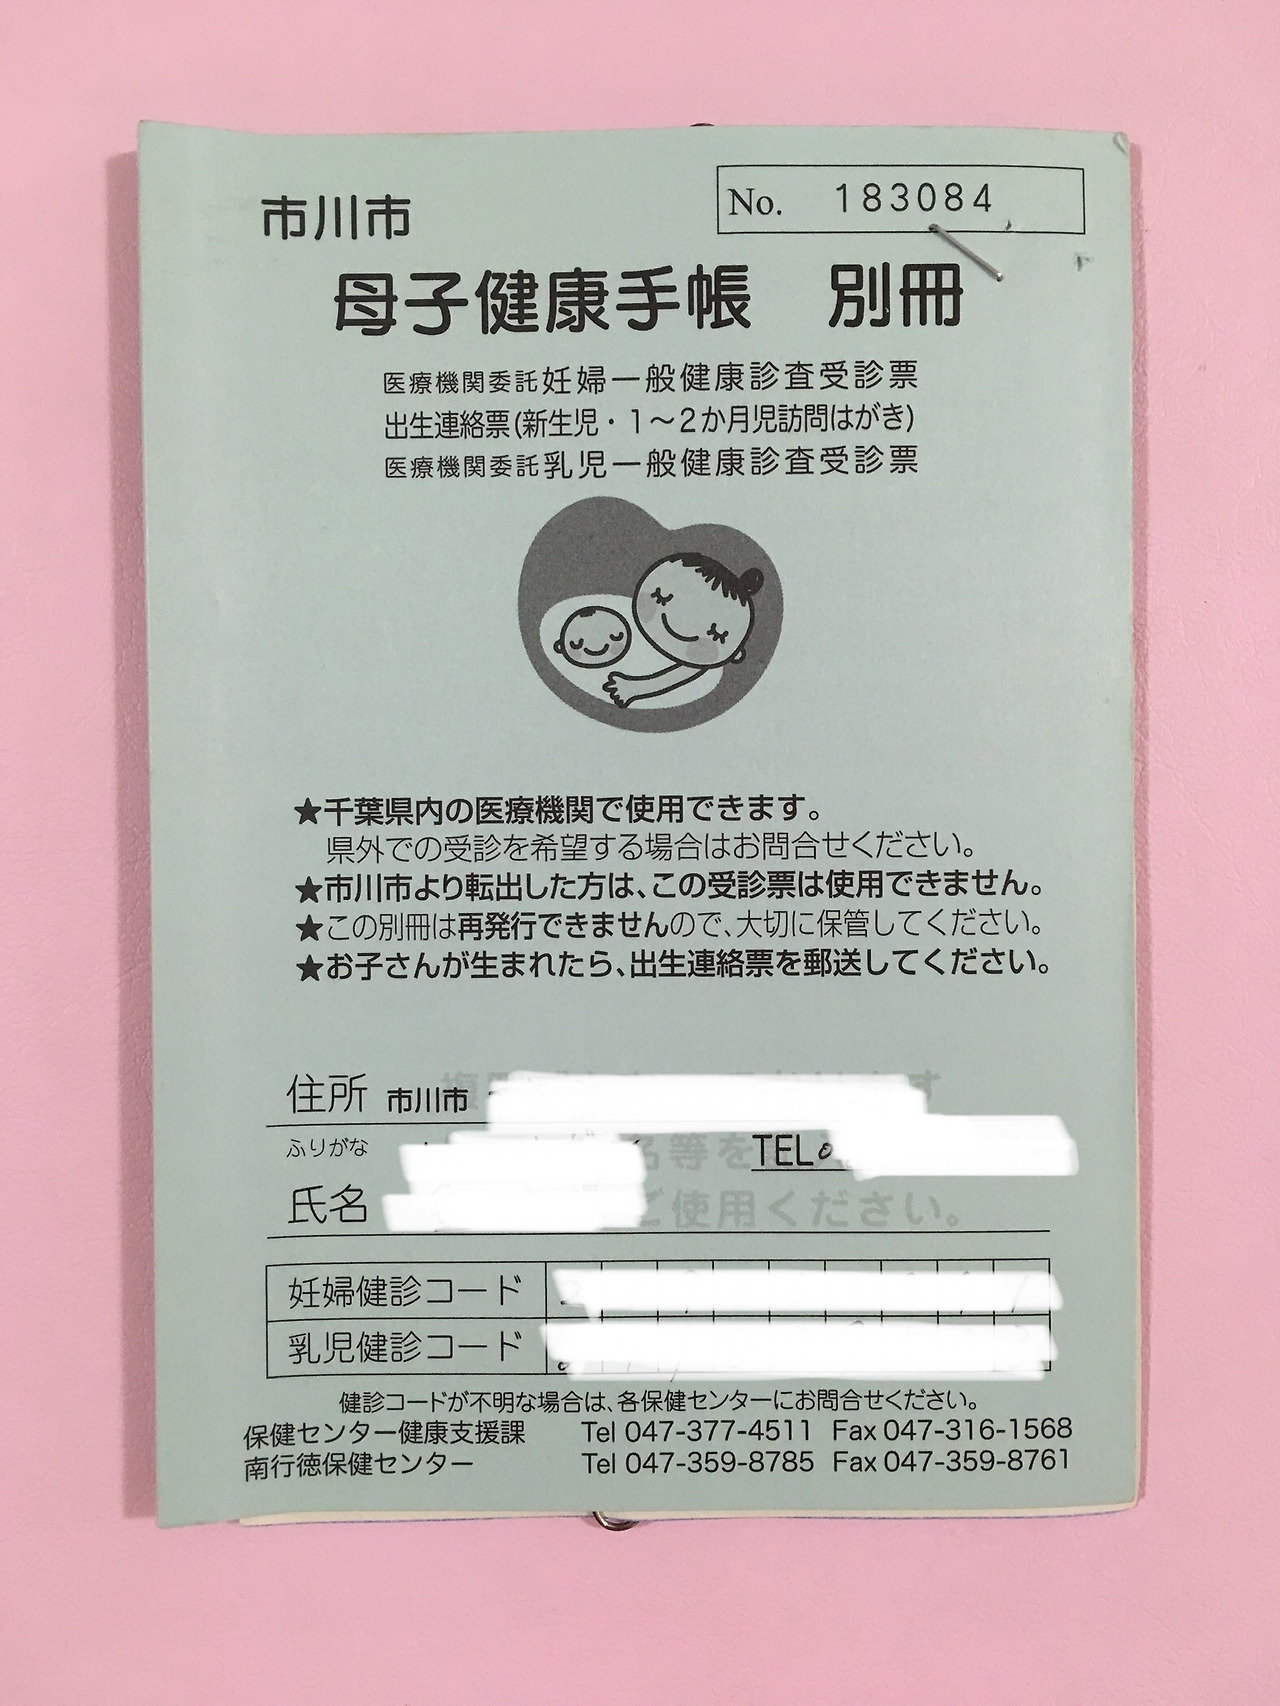 市川市
No. 183084
母子健康手帳 別冊
医療機関委託妊婦一般健康診査受診票
出生連絡票(新生児・1～2か月児訪問はがき)
医療機関委託乳児一般健康診査受診票
★千葉県内の医療機関で使用できます。
県外での受診を希望する場合はお問合せください。
★市川市より転出した方は、この受診票は使用できません。
★この別冊は再発行できませんので、大切に保管してください。
★お子さんが生まれたら、出生連絡票を郵送してください。
住所 市川市
ふりがな
名等を
TEL
氏名
ご使用ください。
妊婦健診コード
乳児健診コード
健診コードが不明な場合は、各保健センターにお問合せください。
保健センター健康支援課 Tel 047-377-4511 Fax 047-316-1568
南行徳保健センター Tel 047-359-8785 Fax 047-359-8761